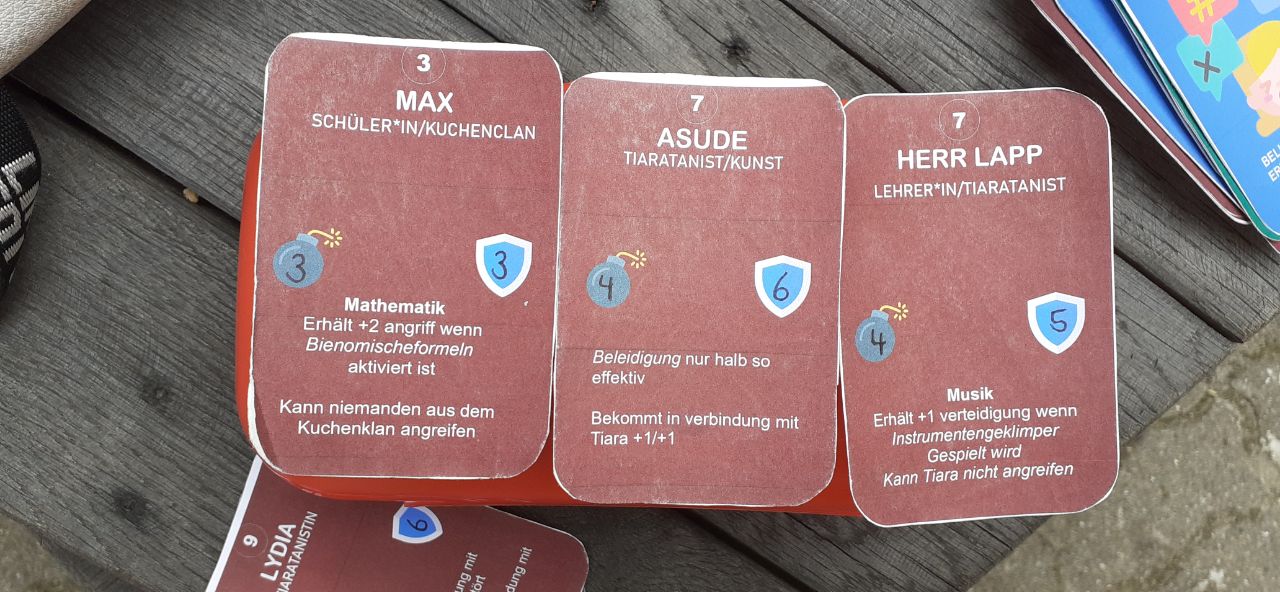 3
MAX
SCHÜLER*IN/KUCHENCLAN
3
3
Mathematik
Erhält +2 angriff wenn
Bienomischeformeln
aktiviert ist
Kann niemanden aus dem
Kuchenklan angreifen
7
ASUDE
TIARATANIST/KUNST
4
6
Beleidigung nur halb so
effektiv
Bekommt in verbindung mit
Tiara +1/+1
7
HERR LAPP
LEHRER*IN/TIARATANIST
4
5
Musik
Erhält +1 verteidigung wenn
Instrumentengeklimper
Gespielt wird
Kann Tiara nicht angreifen
9
LYDIA
6
mit
dung mit
#